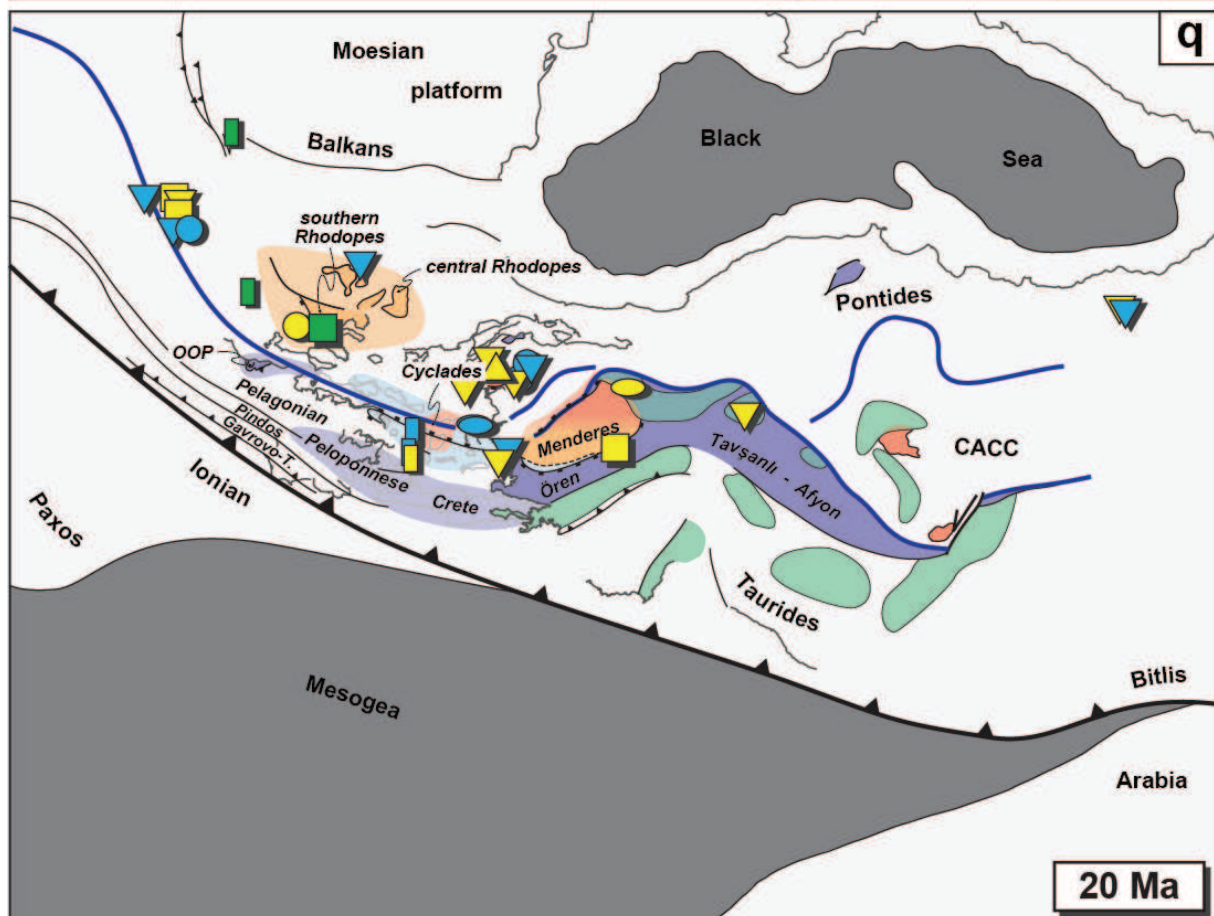 q
Moesian
platform
Balkans
Black
Sea
southern
Rhodopes
central Rhodopes
Pontides
OOP
Cyclades
Pelagonian
Pindos
Gavrovo-T.
Peloponnese
Menderes
Tavşanlı - Afyon
CACC
Ören
Crete
Ionian
Paxos
Taurides
Mesogea
Bitlis
Arabia
20 Ma